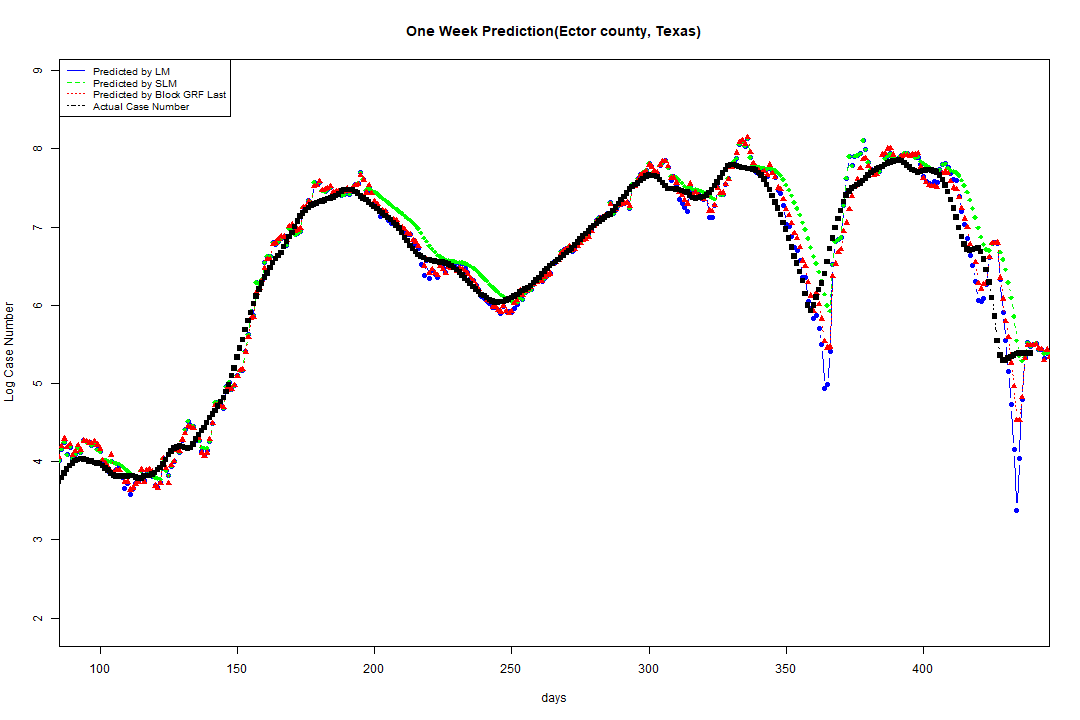 One Week Prediction(Ector county, Texas)
Predicted by LM
Predicted by SLM
Predicted by Block GRF Last
Actual Case Number
9
8
7
6
5
4
3
2
Log Case Number
100 150 200 250 300 350 400
days